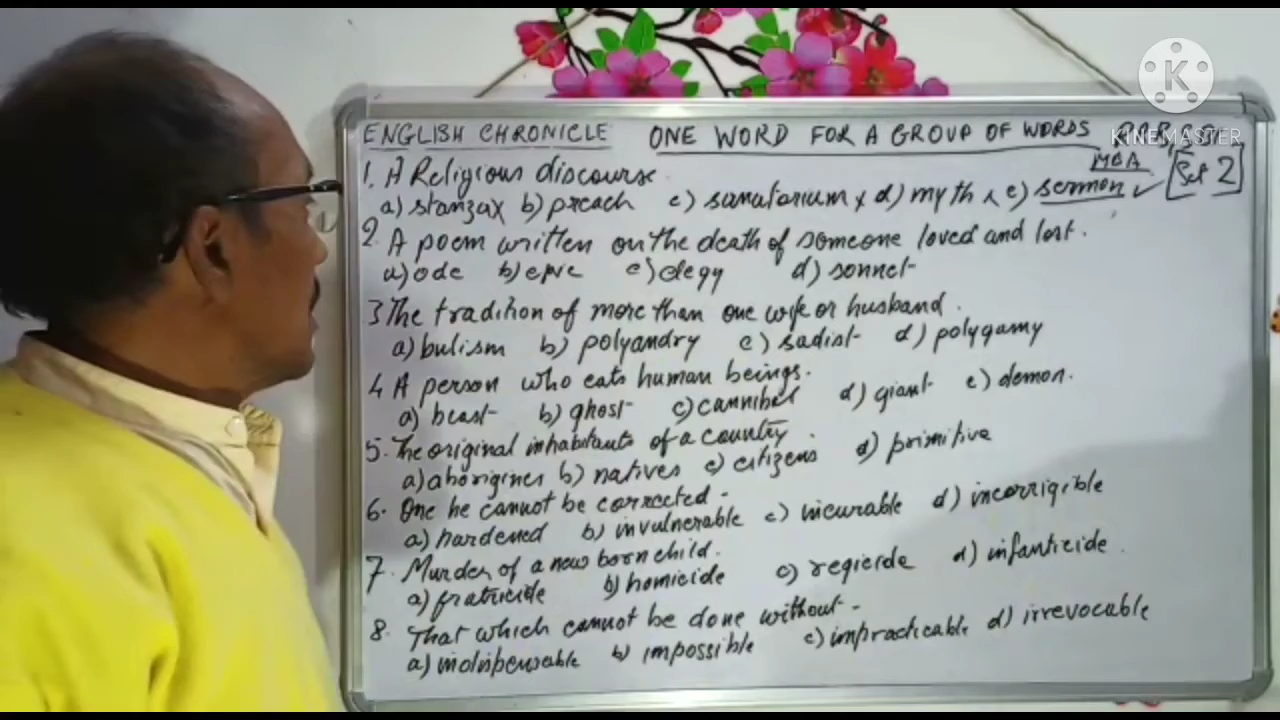 ENGLISH CHRONICLE ONE WORD FOR A GROUP OF WORDS
KINEMASTER
MBA Set 2
1. A Religious discourse.
a) stanza x b) preach c) sanatorium x d) myth x e) sermon ✓
2. A poem written on the death of someone loved and lost.
a) ode b) epic c) elegy d) sonnet
3 The tradition of more than one wife or husband.
a) bulism b) polyandry c) sadist d) polygamy
4 A person who eats human beings.
a) beast b) ghost c) cannibal d) giant e) demon.
5. The original inhabitants of a country.
a) aborigines b) natives c) citizens d) primitive
6. One he cannot be corrected -
a) hardened b) invulnerable c) incurable d) incorrigible
7. Murder of a new born child.
a) fratricide b) homicide c) regicide d) infanticide.
8. That which cannot be done without -
a) indispensable b) impossible c) impracticable d) irrevocable